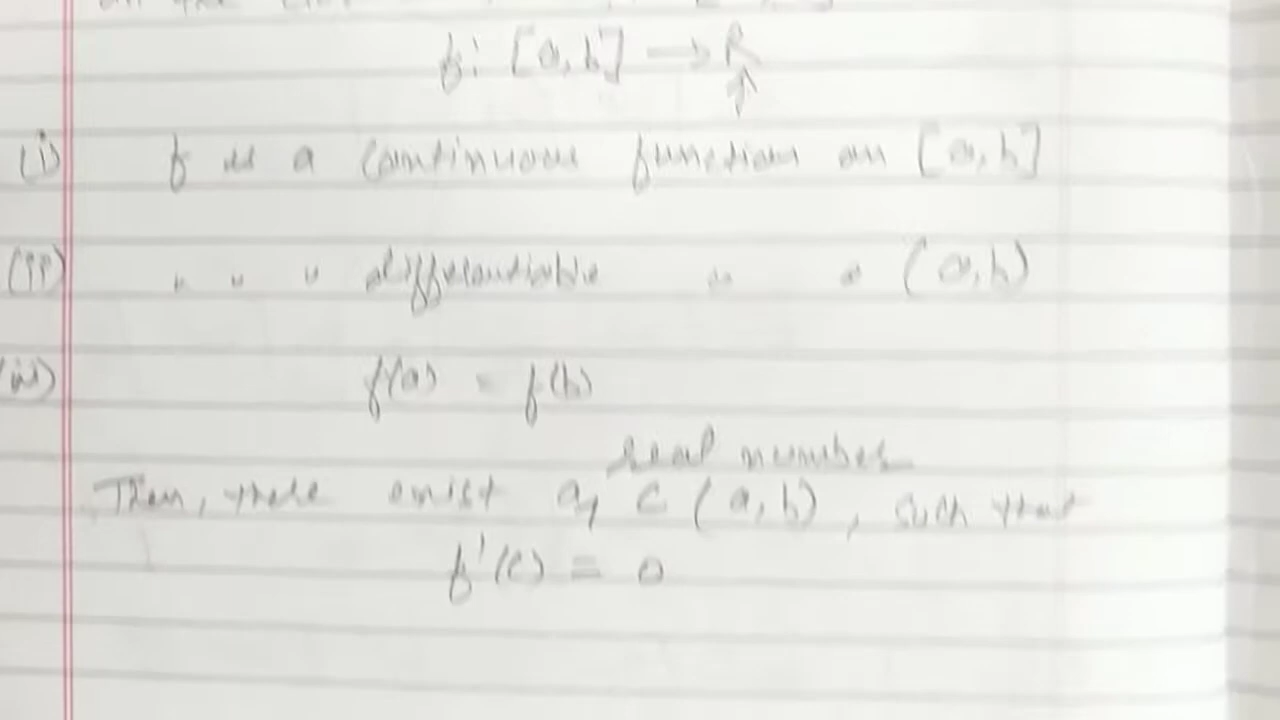 f: [a,b] → R
↑
(i) f is a continuous function on [a,b]
(ii) " " " differentiable " " (a,b)
(iii) f(a) = f(b)
real number
Then, there exist a, c (a,b), such that
f'(c) = 0